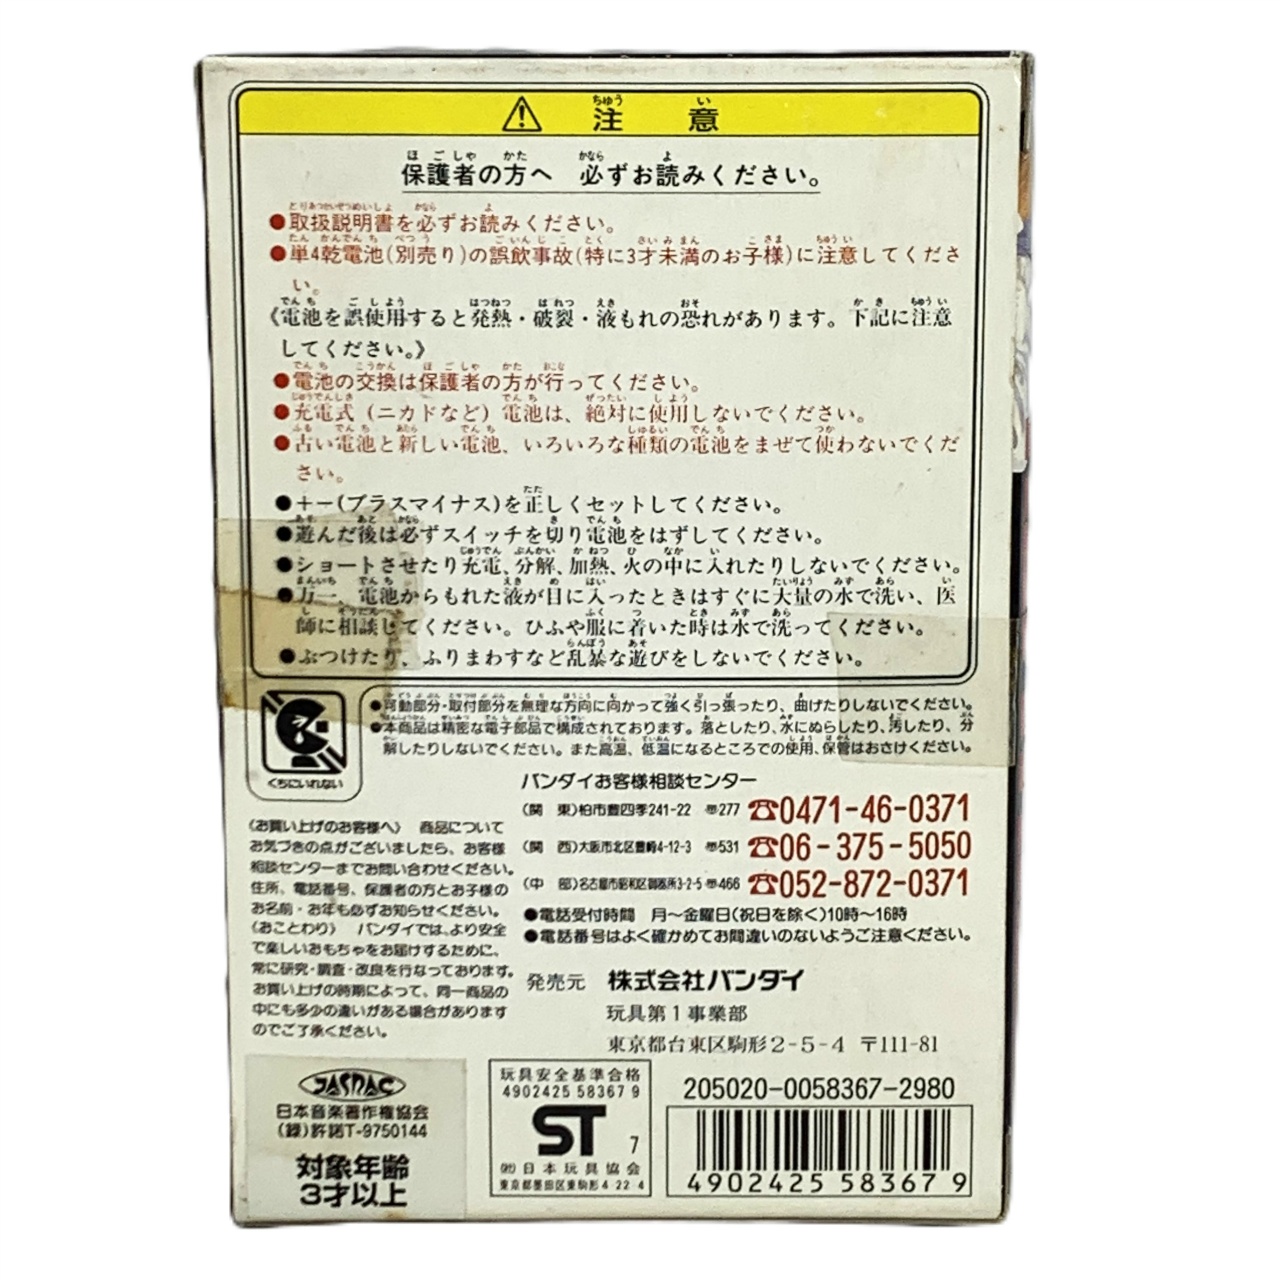 注意
保護者の方へ 必ずお読みください。
●取扱説明書を必ずお読みください。
●単4乾電池(別売り)の誤飲事故(特に3才未満のお子様)に注意してくださ
い。
《電池を誤使用すると発熱・破裂・液もれの恐れがあります。下記に注意
してください。》
●電池の交換は保護者の方が行ってください。
●充電式(ニカドなど)電池は、絶対に使用しないでください。
●古い電池と新しい電池、いろいろな種類の電池をまぜて使わないでくだ
さい。
●+-(プラスマイナス)を正しくセットしてください。
●遊んだ後は必ずスイッチを切り電池をはずしてください。
●ショートさせたり充電、分解、加熱、火の中に入れたりしないでください。
●万一、電池からもれた液が目に入ったときはすぐに大量の水で洗い、医
師に相談してください。ひふや服に着いた時は水で洗ってください。
●ぶつけたり、ふりまわすなど乱暴な遊びをしないでください。
くちにいれない
●可動部分・取付部分を無理な方向に向かって強く引っ張ったり、曲げたりしないでください。
●本商品は精密な電子部品で構成されております。落としたり、水にぬらしたり、汚したり、分
解したりしないでください。また高温、低温になるところでの使用、保管はおさけください。
バンダイお客様相談センター
(関 東)柏市豊四季241-22 〠277 ☎0471-46-0371
(関 西)大阪市北区豊崎4-12-3 〠531 ☎06-375-5050
(中 部)名古屋市昭和区御器所3-2-5 〠466 ☎052-872-0371
●電話受付時間 月〜金曜日(祝日を除く)10時〜16時
●電話番号はよく確かめてお間違いのないようご注意ください。
〈お買い上げのお客様へ〉 商品について
お気づきの点がございましたら、お客様
相談センターまでお問い合わせください。
住所、電話番号、保護者の方とお子様の
お名前・お年も必ずお知らせください。
〈おことわり〉 バンダイでは、より安全
で楽しいおもちゃをお届けするために、
常に研究・調査・改良を行なっております。
お買い上げの時期によって、同一商品の
中にも多少の違いがある場合があります
のでご了承ください。
発売元 株式会社バンダイ
玩具第1事業部
東京都台東区駒形2-5-4 〒111-81
JASRAC
日本音楽著作権協会
(録)許諾T-9750144
対象年齢
3才以上
玩具安全基準合格
4902425 58367 9
ST 7
(社)日本玩具協会
東京都墨田区東駒形4-22-4
205020-0058367-2980
4902425 58367 9